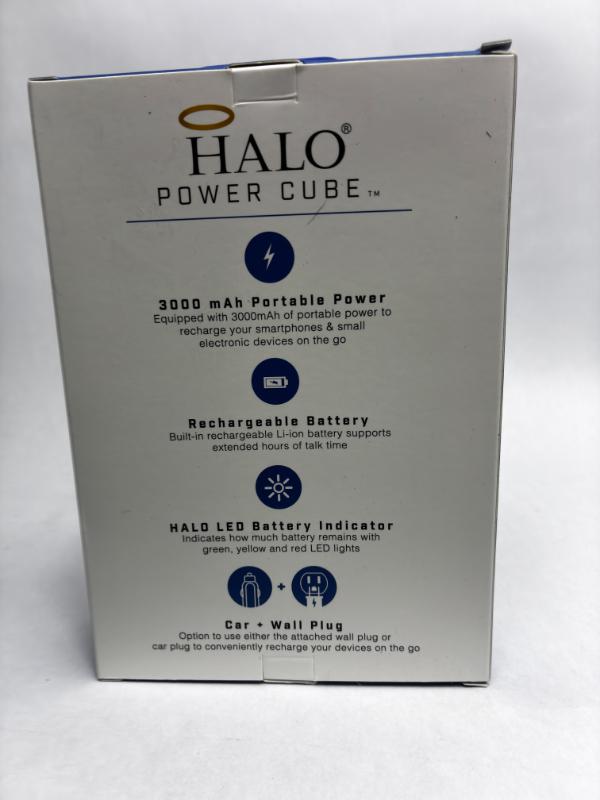 HALO®
POWER CUBE™
3000 mAh Portable Power
Equipped with 3000mAh of portable power to
recharge your smartphones & small
electronic devices on the go
Rechargeable Battery
Built-in rechargeable Li-ion battery supports
extended hours of talk time
HALO LED Battery Indicator
Indicates how much battery remains with
green, yellow and red LED lights
+
Car + Wall Plug
Option to use either the attached wall plug or
car plug to conveniently recharge your devices on the go